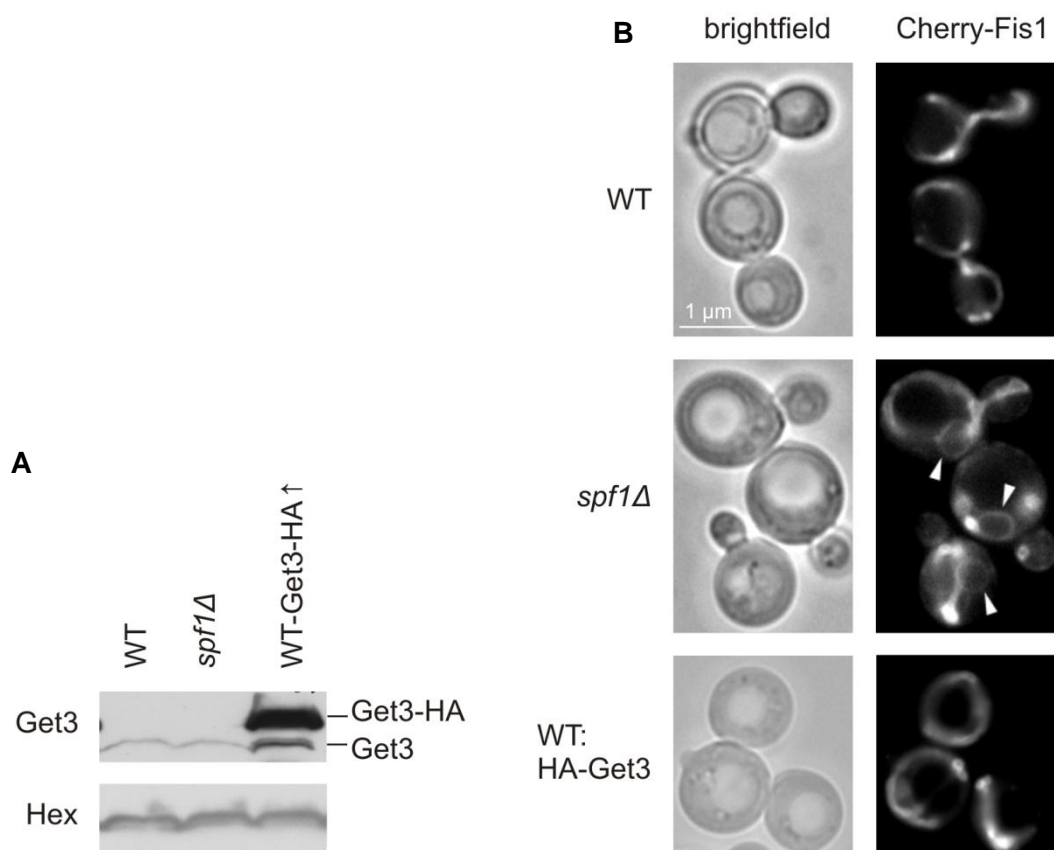 A
WT
spf1Δ
WT-Get3-HA↑
Get3
Get3-HA
Get3
Hex
B
brightfield
Cherry-Fis1
WT
1 µm
spf1Δ
WT:
HA-Get3